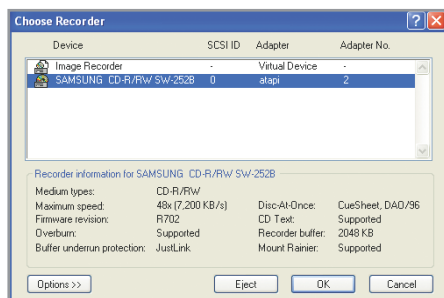 Choose Recorder
Device SCSI ID Adapter Adapter No.
Image Recorder - Virtual Device -
SAMSUNG CD-R/RW SW-252B 0 atapi 2
Recorder information for SAMSUNG CD-R/RW SW-252B
Medium types: CD-R/RW
Maximum speed: 48x (7,200 KB/s) Disc-At-Once: CueSheet, DAO/96
Firmware revision: R702 CD Text: Supported
Overburn: Supported Recorder buffer: 2048 KB
Buffer underrun protection: JustLink Mount Rainier: Supported
Options >> Eject OK Cancel